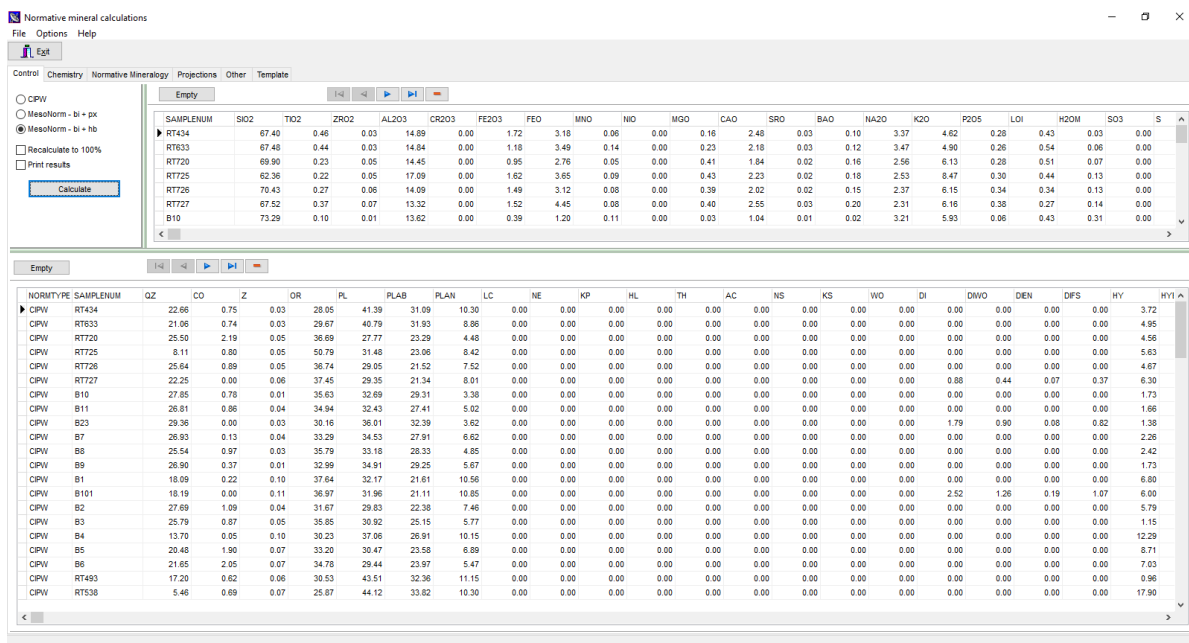 Normative mineral calculations
File Options Help
Exit
Control Chemistry Normative Mineralogy Projections Other Template
CIPW
MesoNorm - bi + px
MesoNorm - bi + hb
Recalculate to 100%
Print results
Calculate
Empty
SAMPLENUM SIO2 TIO2 ZRO2 AL2O3 CR2O3 FE2O3 FEO MNO NIO MGO CAO SRO BAO NA2O K2O P2O5 LOI H2OM SO3 S
RT434 67.40 0.46 0.03 14.89 0.00 1.72 3.18 0.06 0.00 0.16 2.48 0.03 0.10 3.37 4.62 0.28 0.43 0.03 0.00
RT633 67.48 0.44 0.03 14.84 0.00 1.18 3.49 0.14 0.00 0.23 2.18 0.03 0.12 3.47 4.90 0.26 0.54 0.06 0.00
RT720 69.90 0.23 0.05 14.45 0.00 0.95 2.76 0.05 0.00 0.41 1.84 0.02 0.16 2.56 6.13 0.28 0.51 0.07 0.00
RT725 62.36 0.22 0.05 17.09 0.00 1.62 3.65 0.09 0.00 0.43 2.23 0.02 0.18 2.53 8.47 0.30 0.44 0.13 0.00
RT726 70.43 0.27 0.06 14.09 0.00 1.49 3.12 0.08 0.00 0.39 2.02 0.02 0.15 2.37 6.15 0.34 0.34 0.13 0.00
RT727 67.52 0.37 0.07 13.32 0.00 1.52 4.45 0.08 0.00 0.40 2.55 0.03 0.20 2.31 6.16 0.38 0.27 0.14 0.00
B10 73.29 0.10 0.01 13.62 0.00 0.39 1.20 0.11 0.00 0.03 1.04 0.01 0.02 3.21 5.93 0.06 0.43 0.31 0.00
Empty
NORMTYPE SAMPLENUM QZ CO Z OR PL PLAB PLAN LC NE KP HL TH AC NS KS WO DI DIWO DIEN DIFS HY HYI
CIPW RT434 22.66 0.75 0.03 28.05 41.39 31.09 10.30 0.00 0.00 0.00 0.00 0.00 0.00 0.00 0.00 0.00 0.00 0.00 0.00 0.00 3.72
CIPW RT633 21.06 0.74 0.03 29.67 40.79 31.93 8.86 0.00 0.00 0.00 0.00 0.00 0.00 0.00 0.00 0.00 0.00 0.00 0.00 0.00 4.95
CIPW RT720 25.50 2.19 0.05 36.69 27.77 23.29 4.48 0.00 0.00 0.00 0.00 0.00 0.00 0.00 0.00 0.00 0.00 0.00 0.00 0.00 4.56
CIPW RT725 8.11 0.80 0.05 50.79 31.48 23.06 8.42 0.00 0.00 0.00 0.00 0.00 0.00 0.00 0.00 0.00 0.00 0.00 0.00 0.00 5.63
CIPW RT726 25.64 0.89 0.05 36.74 29.05 21.52 7.52 0.00 0.00 0.00 0.00 0.00 0.00 0.00 0.00 0.00 0.00 0.00 0.00 0.00 4.67
CIPW RT727 22.25 0.00 0.06 37.45 29.35 21.34 8.01 0.00 0.00 0.00 0.00 0.00 0.00 0.00 0.00 0.00 0.88 0.44 0.07 0.37 6.30
CIPW B10 27.85 0.78 0.01 35.63 32.69 29.31 3.38 0.00 0.00 0.00 0.00 0.00 0.00 0.00 0.00 0.00 0.00 0.00 0.00 0.00 1.73
CIPW B11 26.81 0.86 0.04 34.94 32.43 27.41 5.02 0.00 0.00 0.00 0.00 0.00 0.00 0.00 0.00 0.00 0.00 0.00 0.00 0.00 1.66
CIPW B23 29.36 0.00 0.03 30.16 36.01 32.39 3.62 0.00 0.00 0.00 0.00 0.00 0.00 0.00 0.00 0.00 1.79 0.90 0.08 0.82 1.38
CIPW B7 26.93 0.13 0.04 33.29 34.53 27.91 6.62 0.00 0.00 0.00 0.00 0.00 0.00 0.00 0.00 0.00 0.00 0.00 0.00 0.00 2.26
CIPW B8 25.54 0.97 0.03 35.79 33.18 28.33 4.85 0.00 0.00 0.00 0.00 0.00 0.00 0.00 0.00 0.00 0.00 0.00 0.00 0.00 2.42
CIPW B9 26.90 0.37 0.01 32.99 34.91 29.25 5.67 0.00 0.00 0.00 0.00 0.00 0.00 0.00 0.00 0.00 0.00 0.00 0.00 0.00 1.73
CIPW B1 18.09 0.22 0.10 37.64 32.17 21.61 10.56 0.00 0.00 0.00 0.00 0.00 0.00 0.00 0.00 0.00 0.00 0.00 0.00 0.00 6.80
CIPW B101 18.19 0.00 0.11 36.97 31.96 21.11 10.85 0.00 0.00 0.00 0.00 0.00 0.00 0.00 0.00 0.00 2.52 1.26 0.19 1.07 6.00
CIPW B2 27.69 1.09 0.04 31.67 29.83 22.38 7.46 0.00 0.00 0.00 0.00 0.00 0.00 0.00 0.00 0.00 0.00 0.00 0.00 0.00 5.79
CIPW B3 25.79 0.87 0.05 35.85 30.92 25.15 5.77 0.00 0.00 0.00 0.00 0.00 0.00 0.00 0.00 0.00 0.00 0.00 0.00 0.00 1.15
CIPW B4 13.70 0.05 0.10 30.23 37.06 26.91 10.15 0.00 0.00 0.00 0.00 0.00 0.00 0.00 0.00 0.00 0.00 0.00 0.00 0.00 12.29
CIPW B5 20.48 1.90 0.07 33.20 30.47 23.58 6.89 0.00 0.00 0.00 0.00 0.00 0.00 0.00 0.00 0.00 0.00 0.00 0.00 0.00 8.71
CIPW B6 21.65 2.05 0.07 34.78 29.44 23.97 5.47 0.00 0.00 0.00 0.00 0.00 0.00 0.00 0.00 0.00 0.00 0.00 0.00 0.00 7.03
CIPW RT493 17.20 0.62 0.06 30.53 43.51 32.36 11.15 0.00 0.00 0.00 0.00 0.00 0.00 0.00 0.00 0.00 0.00 0.00 0.00 0.00 0.96
CIPW RT538 5.46 0.69 0.07 25.87 44.12 33.82 10.30 0.00 0.00 0.00 0.00 0.00 0.00 0.00 0.00 0.00 0.00 0.00 0.00 0.00 17.90